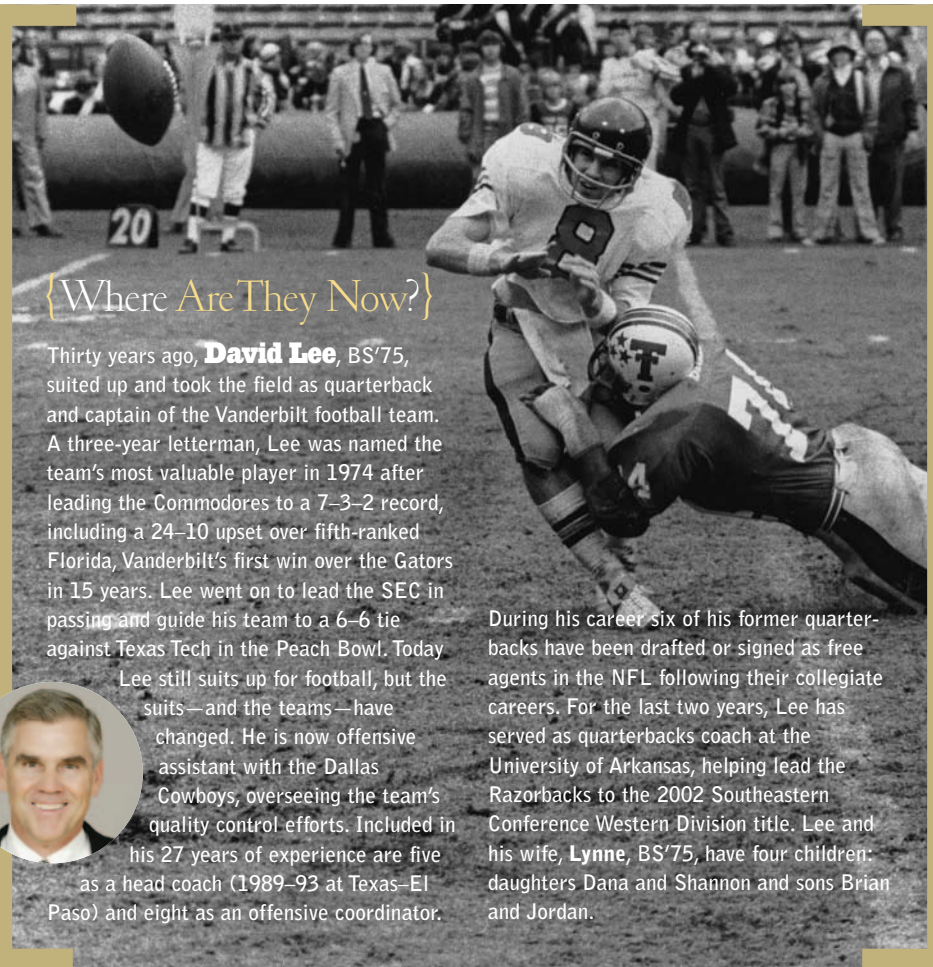 20
8
T
74
{Where Are They Now?}
Thirty years ago, David Lee, BS’75,
suited up and took the field as quarterback
and captain of the Vanderbilt football team.
A three-year letterman, Lee was named the
team’s most valuable player in 1974 after
leading the Commodores to a 7–3–2 record,
including a 24–10 upset over fifth-ranked
Florida, Vanderbilt’s first win over the Gators
in 15 years. Lee went on to lead the SEC in
passing and guide his team to a 6–6 tie
against Texas Tech in the Peach Bowl. Today
Lee still suits up for football, but the
suits—and the teams—have
changed. He is now offensive
assistant with the Dallas
Cowboys, overseeing the team’s
quality control efforts. Included in
his 27 years of experience are five
as a head coach (1989–93 at Texas–El
Paso) and eight as an offensive coordinator.
During his career six of his former quarter-
backs have been drafted or signed as free
agents in the NFL following their collegiate
careers. For the last two years, Lee has
served as quarterbacks coach at the
University of Arkansas, helping lead the
Razorbacks to the 2002 Southeastern
Conference Western Division title. Lee and
his wife, Lynne, BS’75, have four children:
daughters Dana and Shannon and sons Brian
and Jordan.